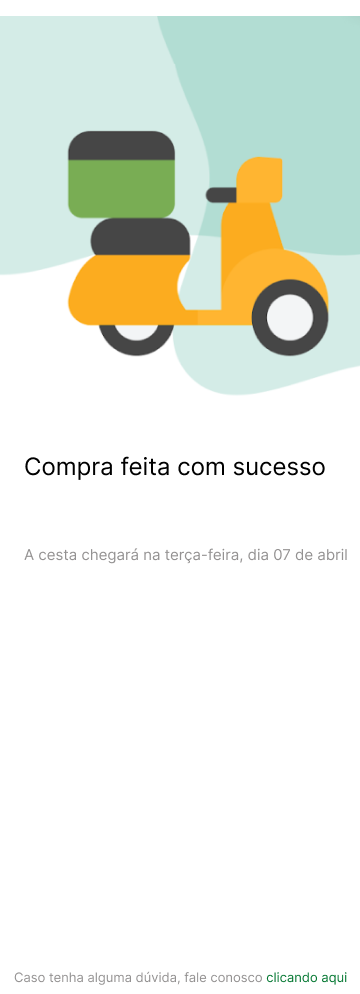 Compra feita com sucesso
A cesta chegará na terça-feira, dia 07 de abril
Caso tenha alguma dúvida, fale conosco clicando aqui